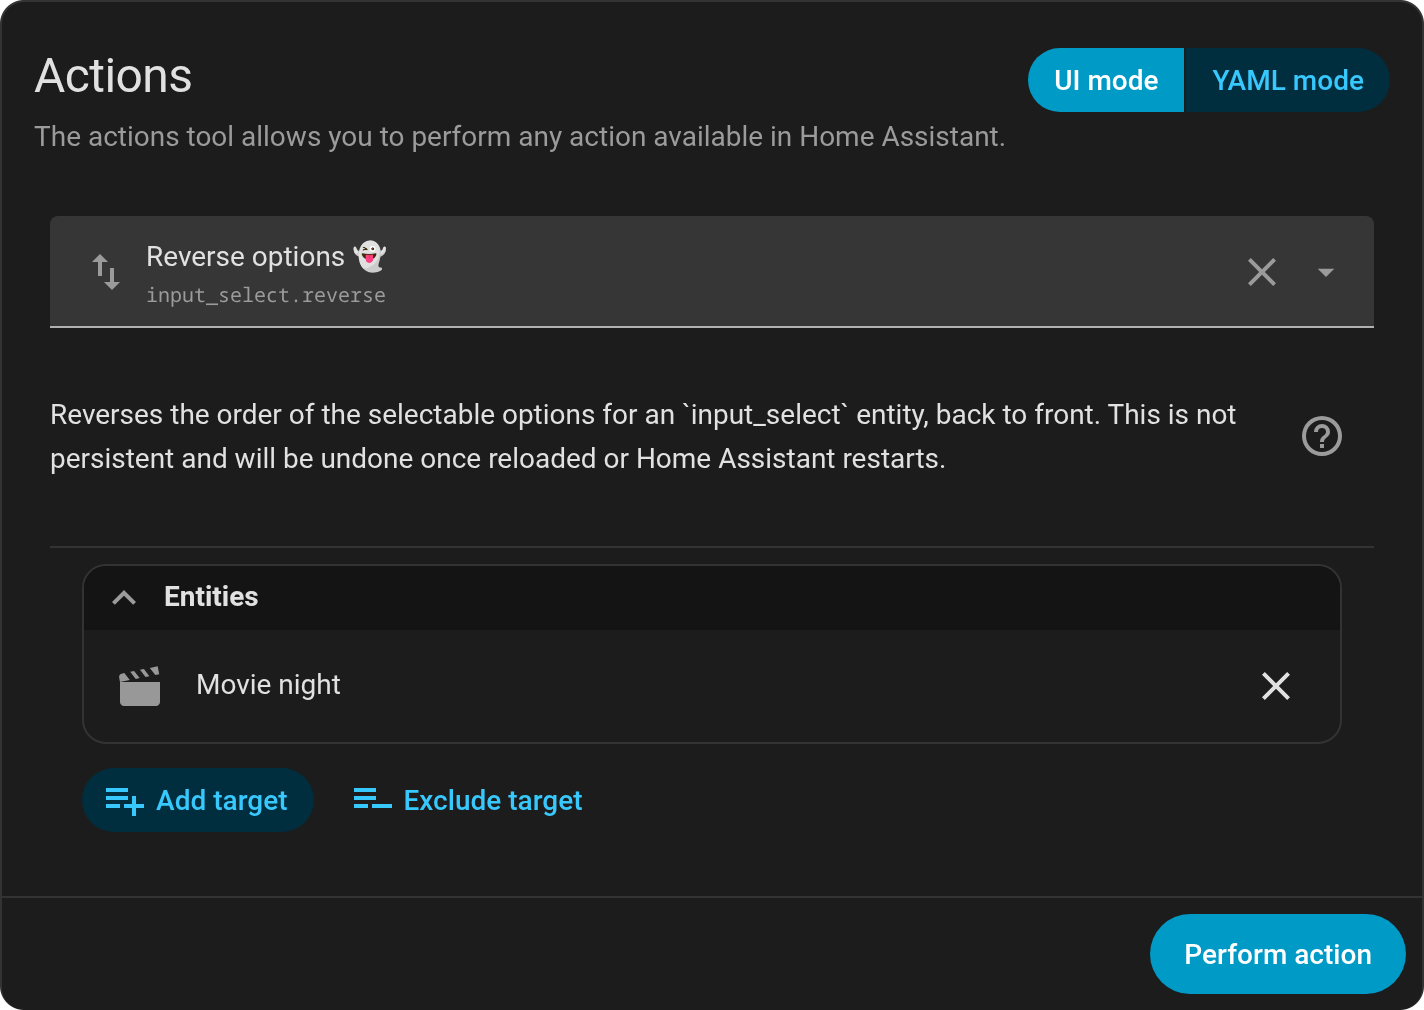 Actions
UI mode
YAML mode
The actions tool allows you to perform any action available in Home Assistant.
Reverse options 👻
input_select.reverse
Reverses the order of the selectable options for an `input_select` entity, back to front. This is not
persistent and will be undone once reloaded or Home Assistant restarts.
Entities
Movie night
Add target
Exclude target
Perform action